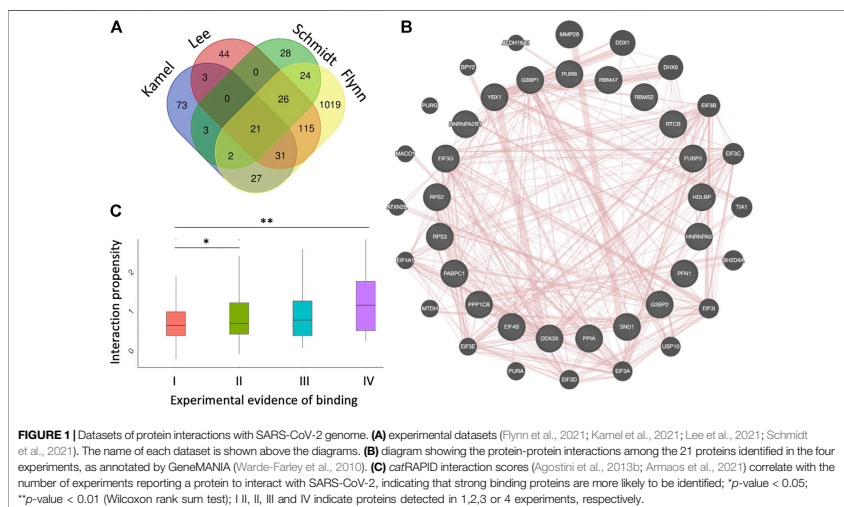 A
Kamel
Lee
Schmidt
Flynn
44
28
3
0
24
73
0
26
1019
3
21
115
2
31
27
B
MMP28
DDX1
G3BP1
PURB
RBM47
DHX9
BPY2
YBX1
RBMS2
EIF3B
PURG
HNRNPA2B1
RTCB
EIF3G
FUBP3
EIF3C
RPS2
HDLBP
TIA1
RPS3
HNRNPA0
EIF4A1
PABPC1
PFN1
SH2D4A
MTDH
PPP1CB
G3BP2
EIF3I
EIF4B
SND1
DDX3X
PPIA
EIF3E
USP10
PURA
EIF3D
EIF3A
C
**
*
Interaction propensity
2
1
0
I II III IV
Experimental evidence of binding
FIGURE 1 | Datasets of protein interactions with SARS-CoV-2 genome. (A) experimental datasets (Flynn et al., 2021; Kamel et al., 2021; Lee et al., 2021; Schmidt
et al., 2021). The name of each dataset is shown above the diagrams. (B) diagram showing the protein-protein interactions among the 21 proteins identified in the four
experiments, as annotated by GeneMANIA (Warde-Farley et al., 2010). (C) catRAPID interaction scores (Agostini et al., 2013b; Armaos et al., 2021) correlate with the
number of experiments reporting a protein to interact with SARS-CoV-2, indicating that strong binding proteins are more likely to be identified; *p-value < 0.05;
**p-value < 0.01 (Wilcoxon rank sum test); I II, II, III and IV indicate proteins detected in 1,2,3 or 4 experiments, respectively.